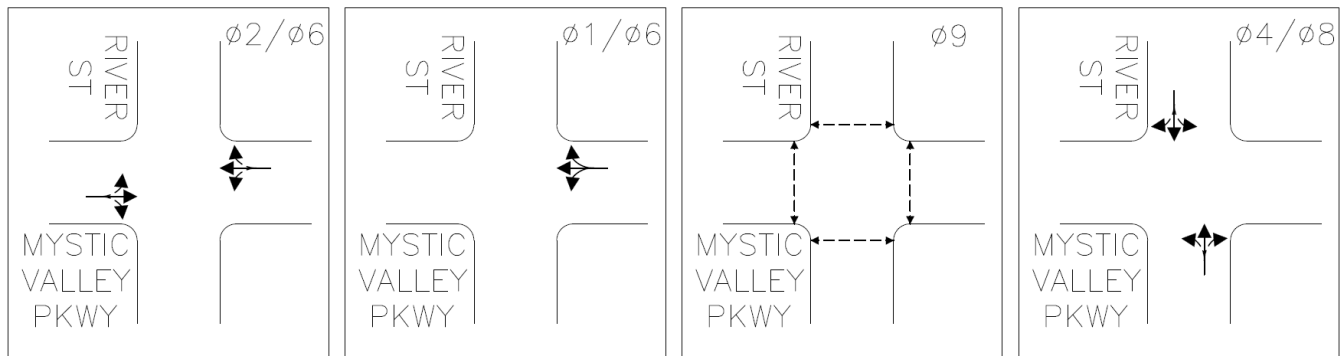 ø2/ø6
RIVER
ST
MYSTIC
VALLEY
PKWY
ø1/ø6
RIVER
ST
MYSTIC
VALLEY
PKWY
ø9
RIVER
ST
MYSTIC
VALLEY
PKWY
ø4/ø8
RIVER
ST
MYSTIC
VALLEY
PKWY